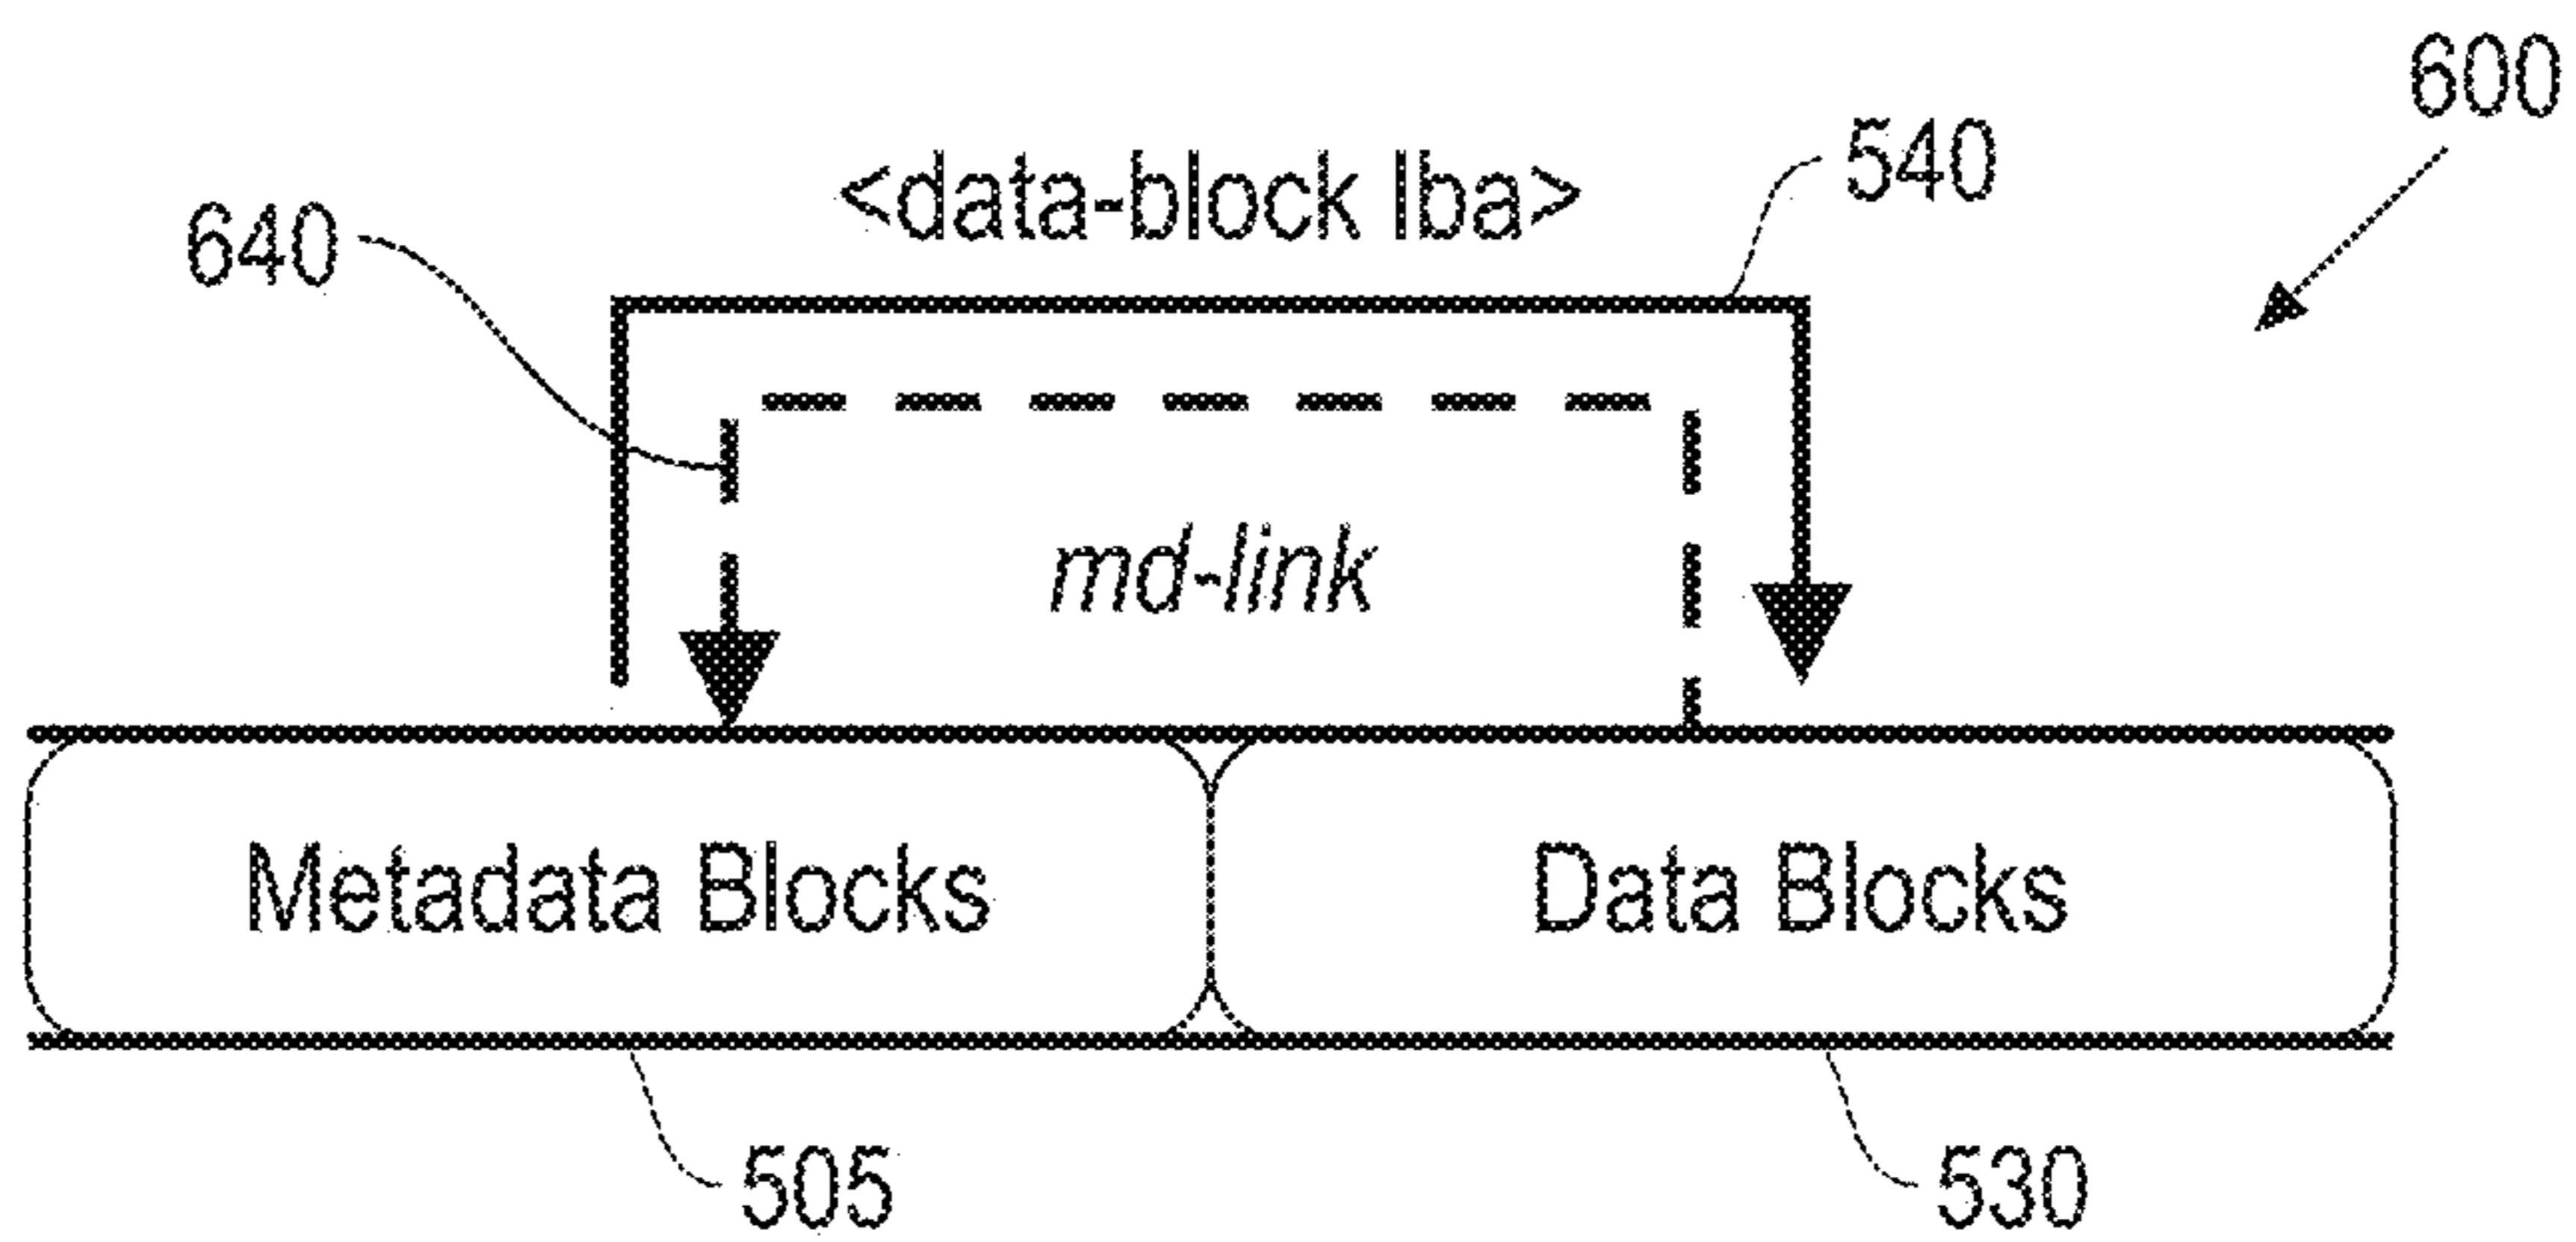 600
<data-block lba>
540
640
md-link
Metadata Blocks
Data Blocks
505
530